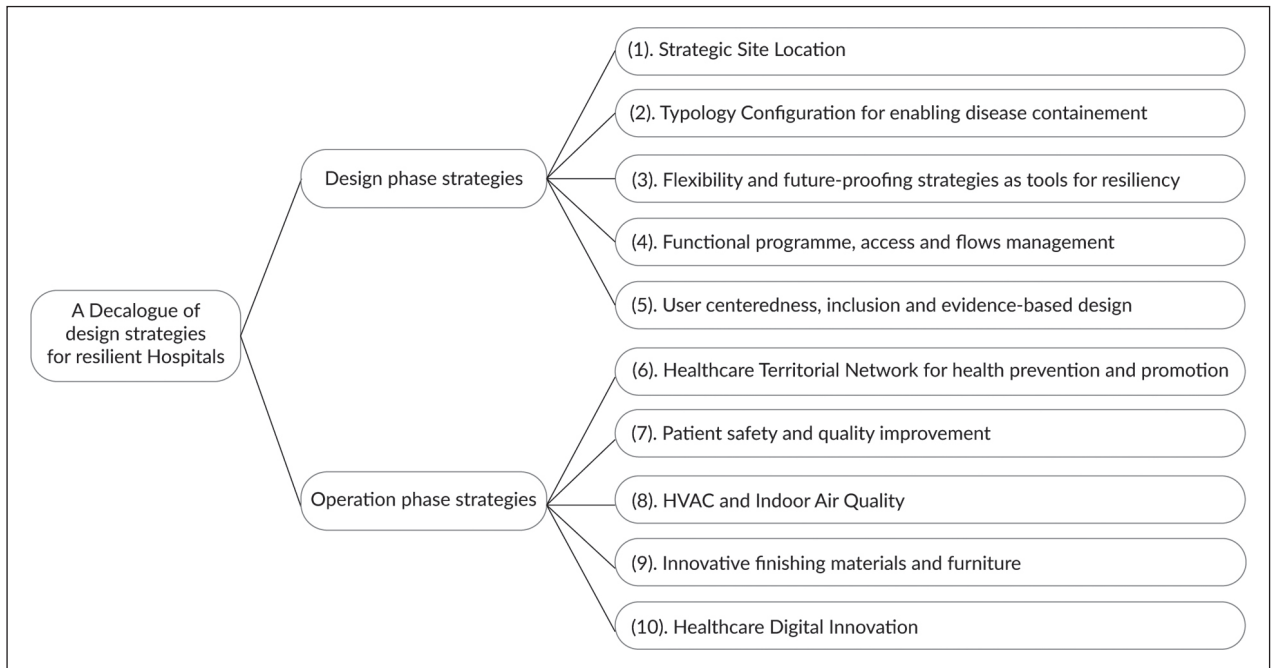 A Decalogue of
design strategies
for resilient Hospitals
Design phase strategies
(1). Strategic Site Location
(2). Typology Configuration for enabling disease containement
(3). Flexibility and future-proofing strategies as tools for resiliency
(4). Functional programme, access and flows management
(5). User centeredness, inclusion and evidence-based design
Operation phase strategies
(6). Healthcare Territorial Network for health prevention and promotion
(7). Patient safety and quality improvement
(8). HVAC and Indoor Air Quality
(9). Innovative finishing materials and furniture
(10). Healthcare Digital Innovation